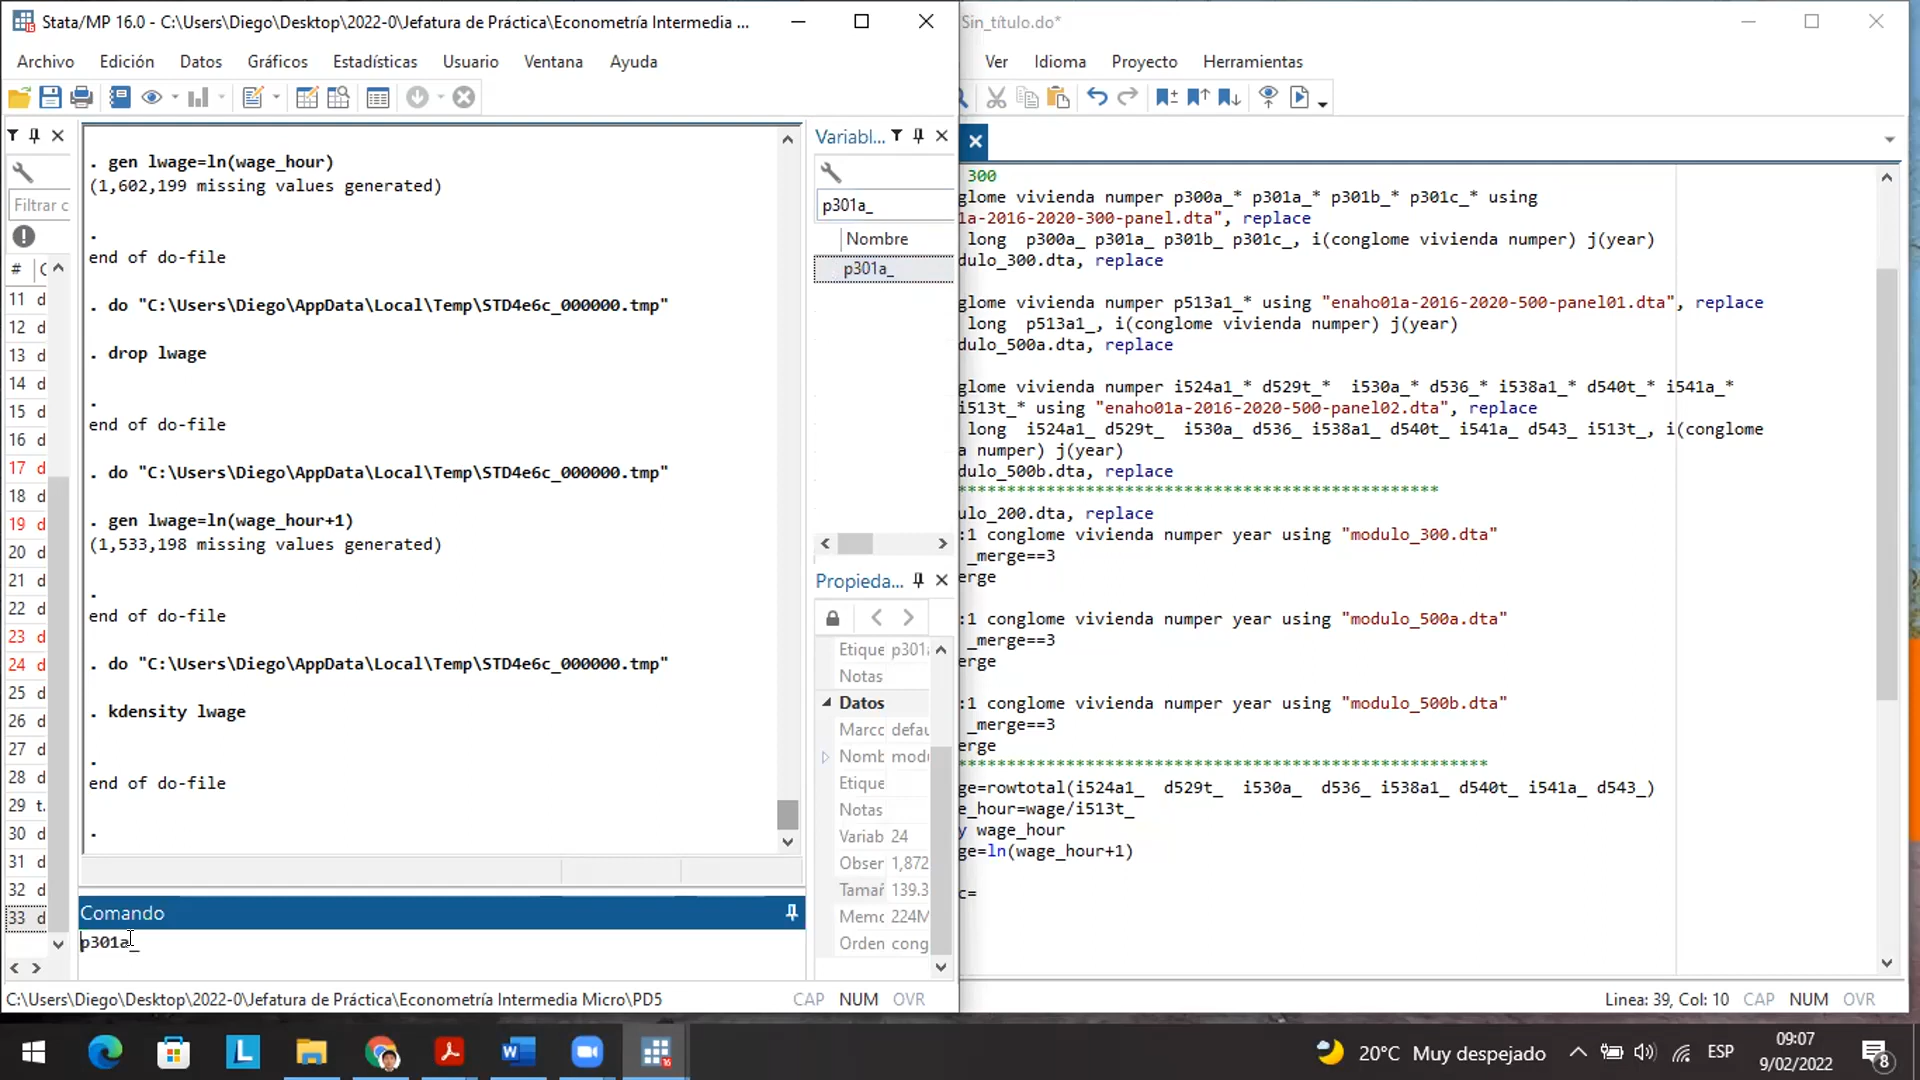 Stata/MP 16.0 - C:\Users\Diego\Desktop\2022-0\Jefatura de Práctica\Econometría Intermedia ...
Archivo Edición Datos Gráficos Estadísticas Usuario Ventana Ayuda
Filtrar c
#
11 d
12 d
13 d
14 d
15 d
16 d
17 d
18 d
19 d
20 d
21 d
22 d
23 d
24 d
25 d
26 d
27 d
28 d
29 t.
30 d
31 d
32 d
33 d
. gen lwage=ln(wage_hour)
(1,602,199 missing values generated)
.
end of do-file
. do "C:\Users\Diego\AppData\Local\Temp\STD4e6c_000000.tmp"
. drop lwage
.
end of do-file
. do "C:\Users\Diego\AppData\Local\Temp\STD4e6c_000000.tmp"
. gen lwage=ln(wage_hour+1)
(1,533,198 missing values generated)
.
end of do-file
. do "C:\Users\Diego\AppData\Local\Temp\STD4e6c_000000.tmp"
. kdensity lwage
.
end of do-file
.
Comando
p301a_
Variabl...
p301a_
Nombre
p301a_
Propieda...
Etique p301
Notas
Datos
Marco defau
Nomb mod
Etique
Notas
Variab 24
Obser 1,872
Tamañ 139.3
Memo 224M
Orden cong
C:\Users\Diego\Desktop\2022-0\Jefatura de Práctica\Econometría Intermedia Micro\PD5 CAP NUM OVR
Sin_título.do*
Ver Idioma Proyecto Herramientas
300
glome vivienda numper p300a_* p301a_* p301b_* p301c_* using
1a-2016-2020-300-panel.dta", replace
long p300a_ p301a_ p301b_ p301c_, i(conglome vivienda numper) j(year)
dulo_300.dta, replace
glome vivienda numper p513a1_* using "enaho01a-2016-2020-500-panel01.dta", replace
long p513a1_, i(conglome vivienda numper) j(year)
dulo_500a.dta, replace
glome vivienda numper i524a1_* d529t_* i530a_* d536_* i538a1_* d540t_* i541a_*
i513t_* using "enaho01a-2016-2020-500-panel02.dta", replace
long i524a1_ d529t_ i530a_ d536_ i538a1_ d540t_ i541a_ d543_ i513t_, i(conglome
a numper) j(year)
dulo_500b.dta, replace
*************************************************
ulo_200.dta, replace
:1 conglome vivienda numper year using "modulo_300.dta"
_merge==3
erge
:1 conglome vivienda numper year using "modulo_500a.dta"
_merge==3
erge
:1 conglome vivienda numper year using "modulo_500b.dta"
_merge==3
erge
******************************************************
ge=rowtotal(i524a1_ d529t_ i530a_ d536_ i538a1_ d540t_ i541a_ d543_)
e_hour=wage/i513t_
y wage_hour
ge=ln(wage_hour+1)
c=
Linea: 39, Col: 10 CAP NUM OVR
20°C Muy despejado ESP 09:07
9/02/2022
8